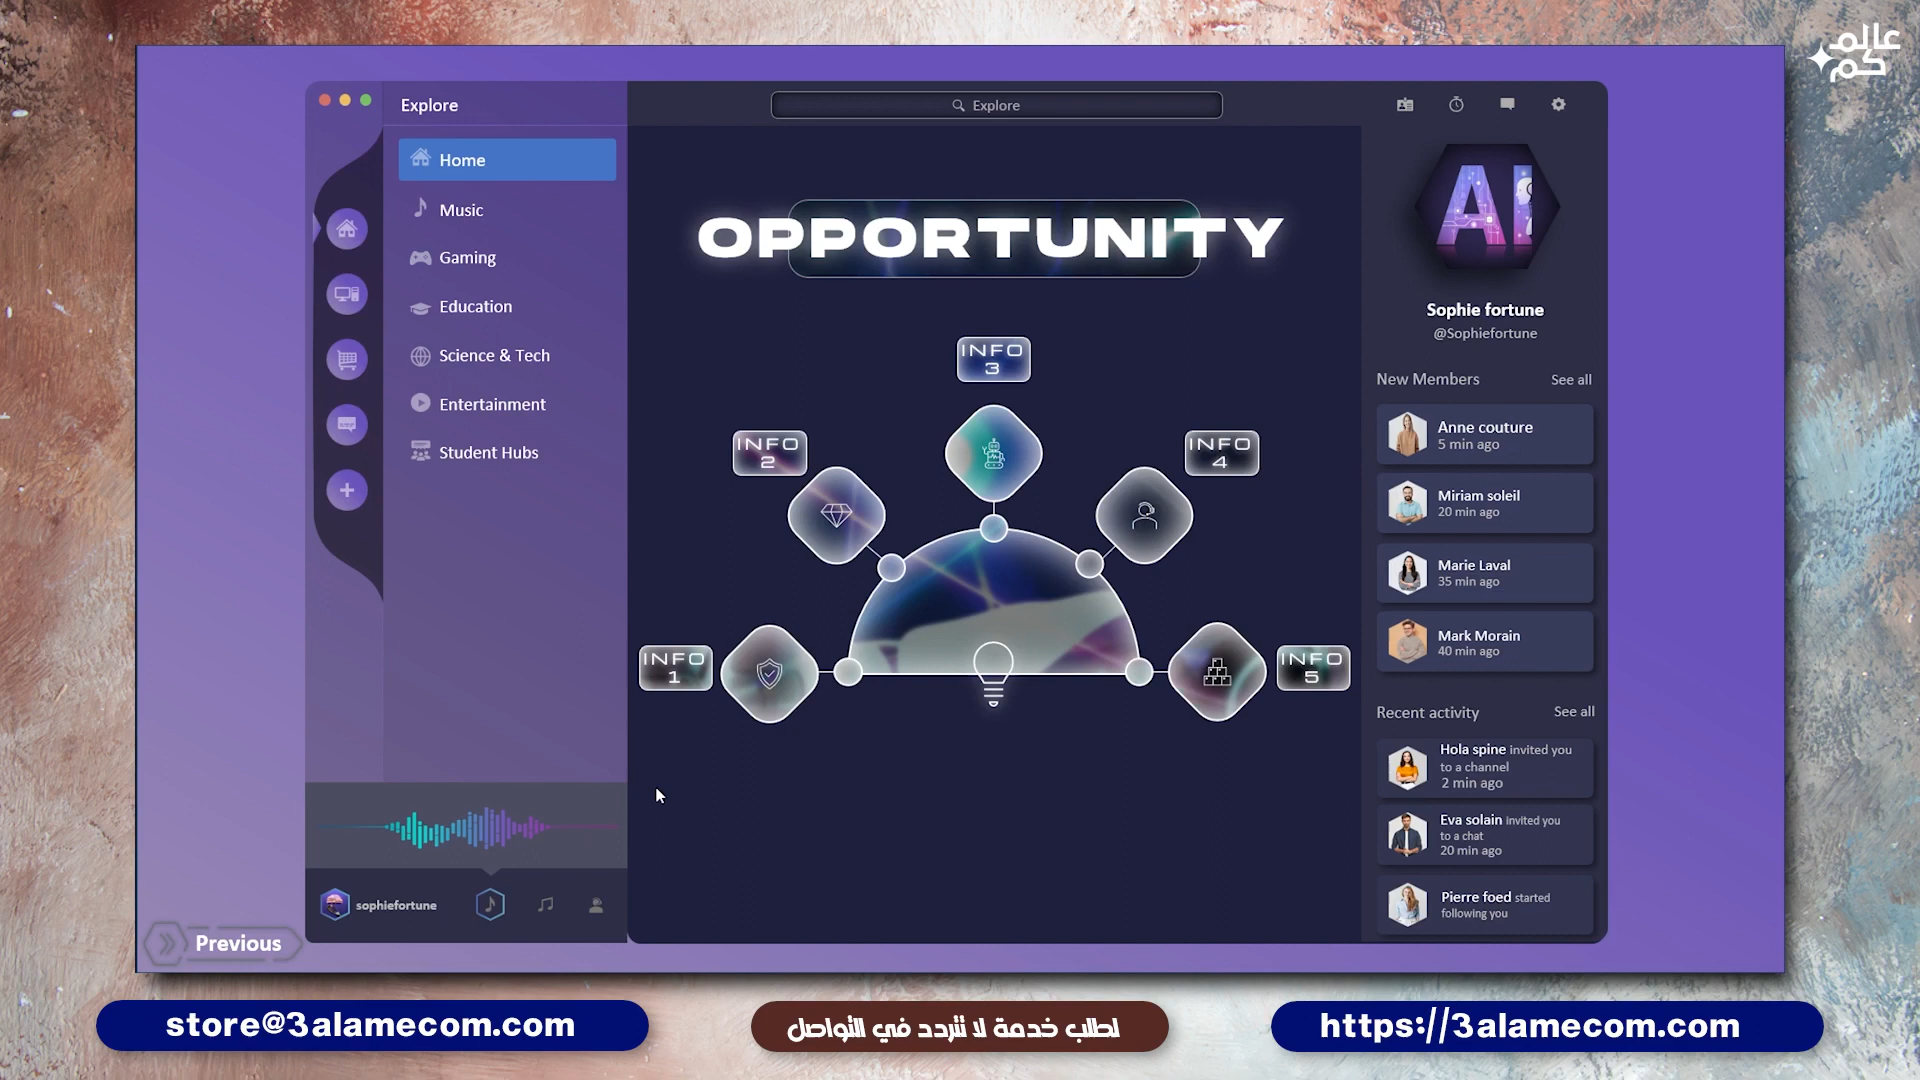 عالم
كم
Explore
Explore
Home
Music
Gaming
Education
Science & Tech
Entertainment
Student Hubs
sophiefortune
Previous
OPPORTUNITY
INFO
3
INFO
2
INFO
4
INFO
1
INFO
5
AI
Sophie fortune
@Sophiefortune
New Members See all
Anne couture
5 min ago
Miriam soleil
20 min ago
Marie Laval
35 min ago
Mark Morain
40 min ago
Recent activity See all
Hola spine invited you
to a channel
2 min ago
Eva solain invited you
to a chat
20 min ago
Pierre foed started
following you
store@3alamecom.com
لطلب خدمة لا تتردد في التواصل
https://3alamecom.com